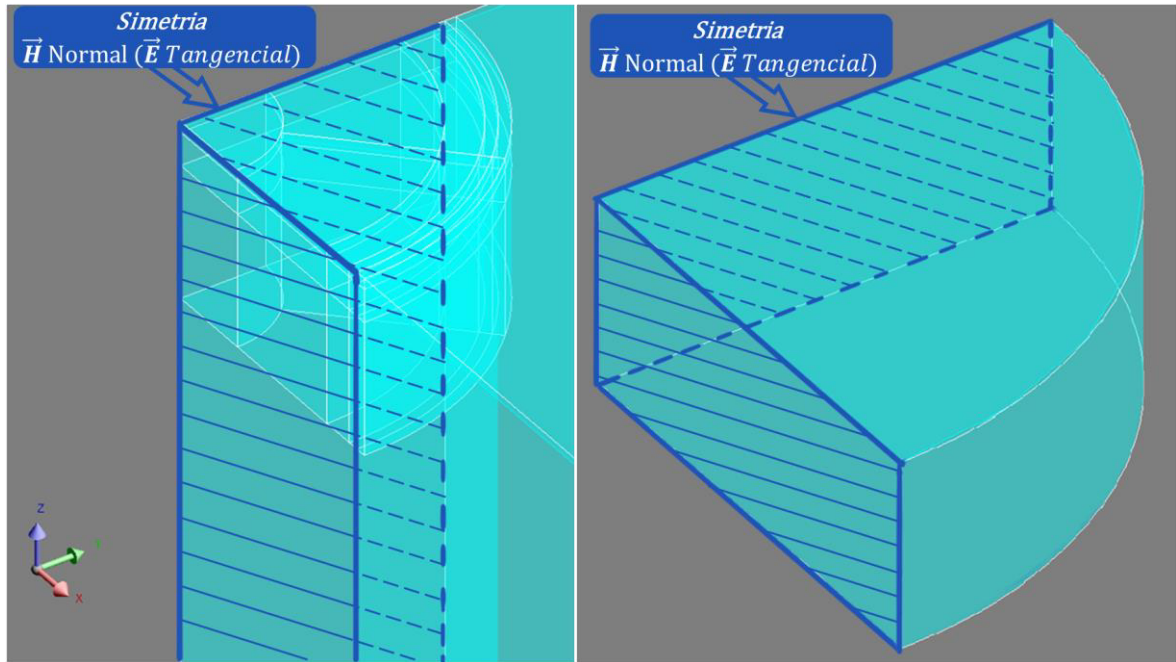 Simetria
H⃗ Normal (E⃗ Tangencial)
Simetria
H⃗ Normal (E⃗ Tangencial)
Z
Y
X